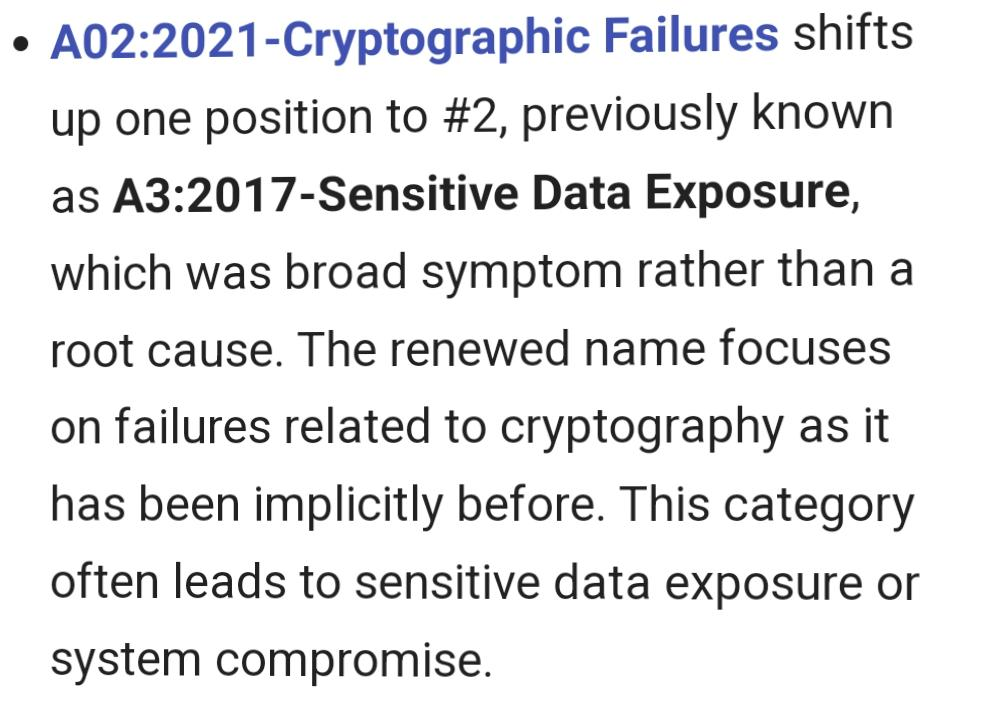 • A02:2021-Cryptographic Failures shifts
up one position to #2, previously known
as A3:2017-Sensitive Data Exposure,
which was broad symptom rather than a
root cause. The renewed name focuses
on failures related to cryptography as it
has been implicitly before. This category
often leads to sensitive data exposure or
system compromise.